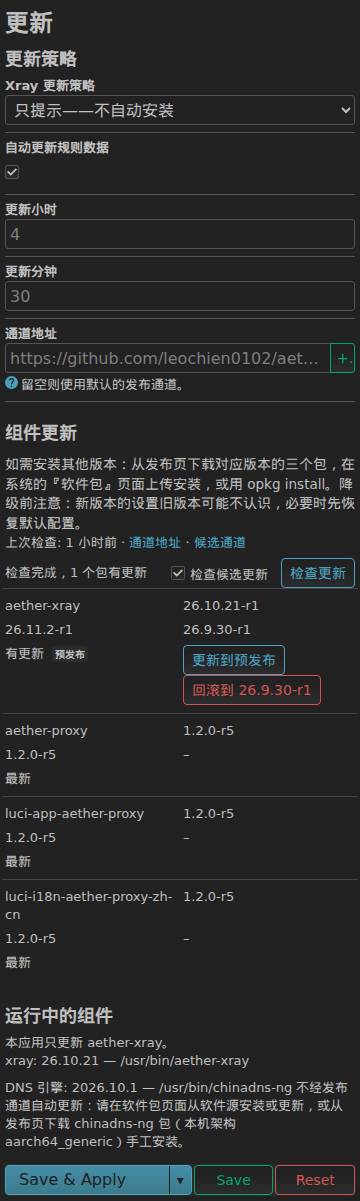 更新
更新策略
Xray 更新策略
只提示——不自动安装
自动更新规则数据
更新小时
4
更新分钟
30
通道地址
https://github.com/leochien0102/aet...
+
留空则使用默认的发布通道。
组件更新
如需安装其他版本：从发布页下载对应版本的三个包，在
系统的『软件包』页面上传安装，或用 opkg install。降
级前注意：新版本的设置旧版本可能不认识，必要时先恢
复默认配置。
上次检查: 1 小时前 · 通道地址 · 候选通道
检查完成，1 个包有更新 检查候选更新 检查更新
aether-xray 26.10.21-r1
26.11.2-r1 26.9.30-r1
有更新 预发布 更新到预发布
回滚到 26.9.30-r1
aether-proxy 1.2.0-r5
1.2.0-r5 –
最新
luci-app-aether-proxy 1.2.0-r5
1.2.0-r5 –
最新
luci-i18n-aether-proxy-zh- 1.2.0-r5
cn
1.2.0-r5 –
最新
运行中的组件
本应用只更新 aether-xray。
xray: 26.10.21 — /usr/bin/aether-xray
DNS 引擎: 2026.10.1 — /usr/bin/chinadns-ng 不经发布
通道自动更新：请在软件包页面从软件源安装或更新，或从
发布页下载 chinadns-ng 包（本机架构
aarch64_generic）手工安装。
Save & Apply ▾ Save Reset